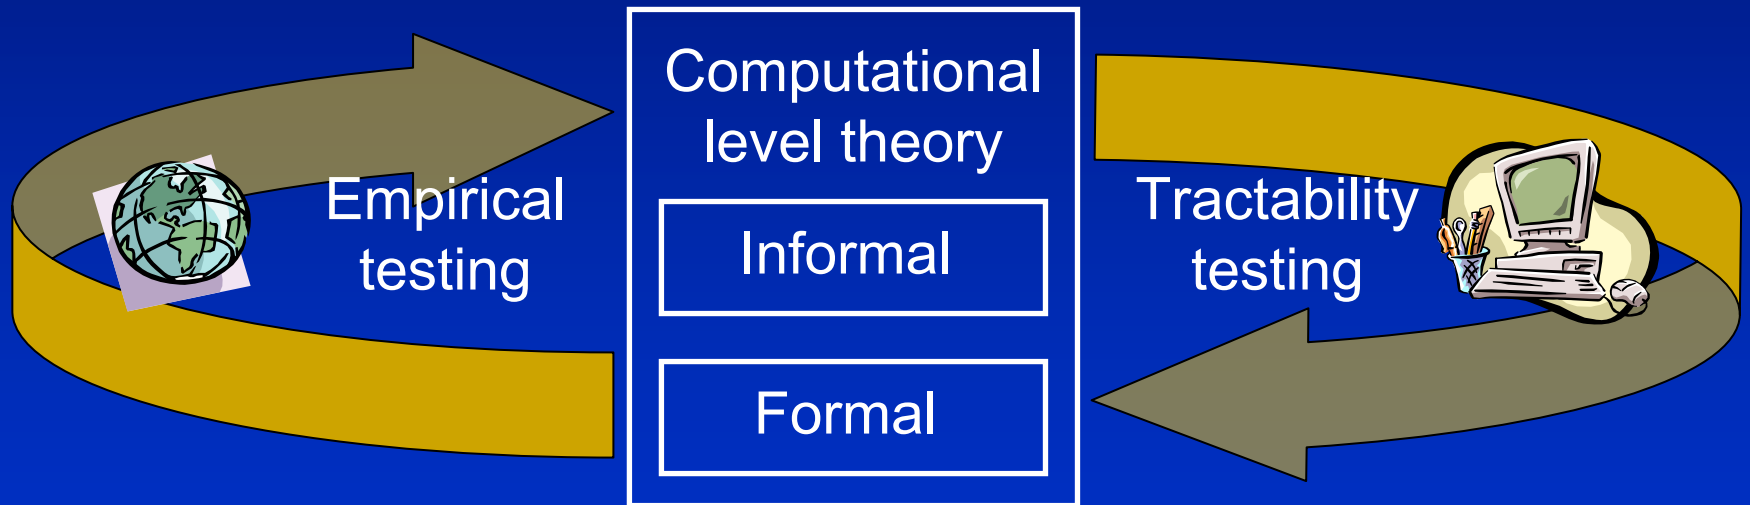 Computational
level theory
Empirical
testing
Informal
Formal
Tractability
testing